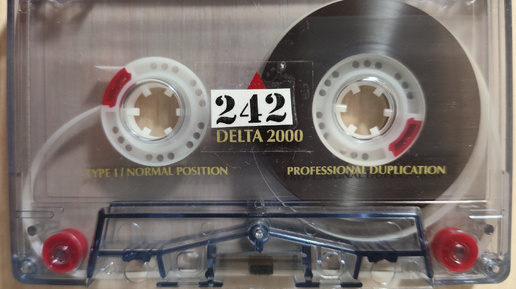 242
DELTA 2000
TYPE I / NORMAL POSITION
PROFESSIONAL DUPLICATION